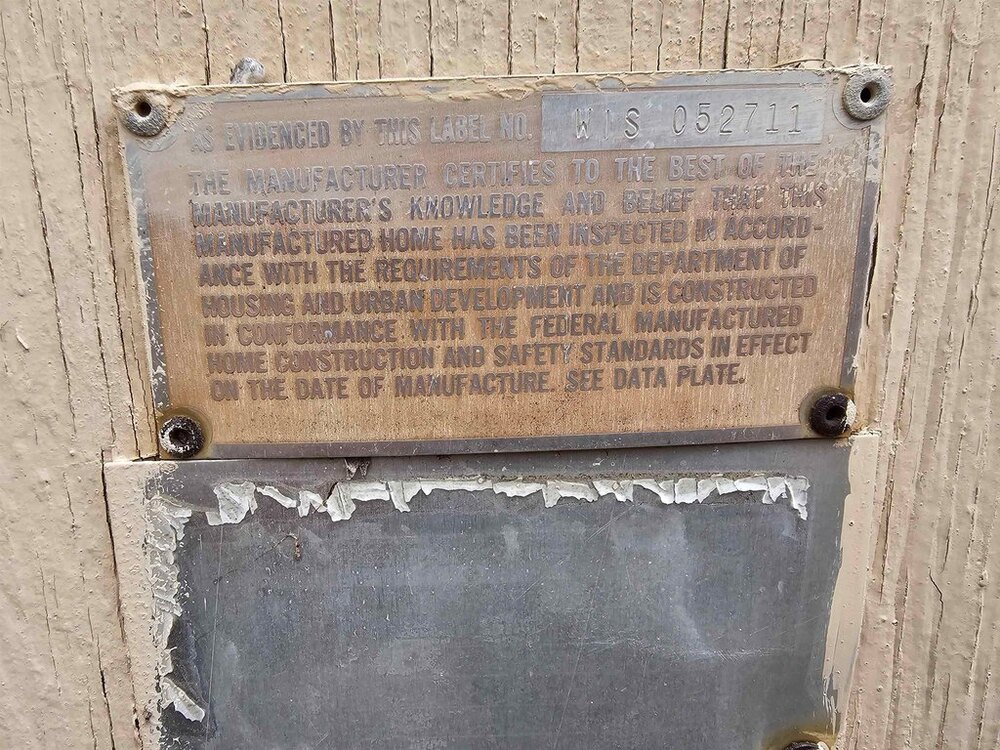 AS EVIDENCED BY THIS LABEL NO. WIS 052711
THE MANUFACTURER CERTIFIES TO THE BEST OF THE
MANUFACTURER'S KNOWLEDGE AND BELIEF THAT THIS
MANUFACTURED HOME HAS BEEN INSPECTED IN ACCORD-
ANCE WITH THE REQUIREMENTS OF THE DEPARTMENT OF
HOUSING AND URBAN DEVELOPMENT AND IS CONSTRUCTED
IN CONFORMANCE WITH THE FEDERAL MANUFACTURED
HOME CONSTRUCTION AND SAFETY STANDARDS IN EFFECT
ON THE DATE OF MANUFACTURE. SEE DATA PLATE.